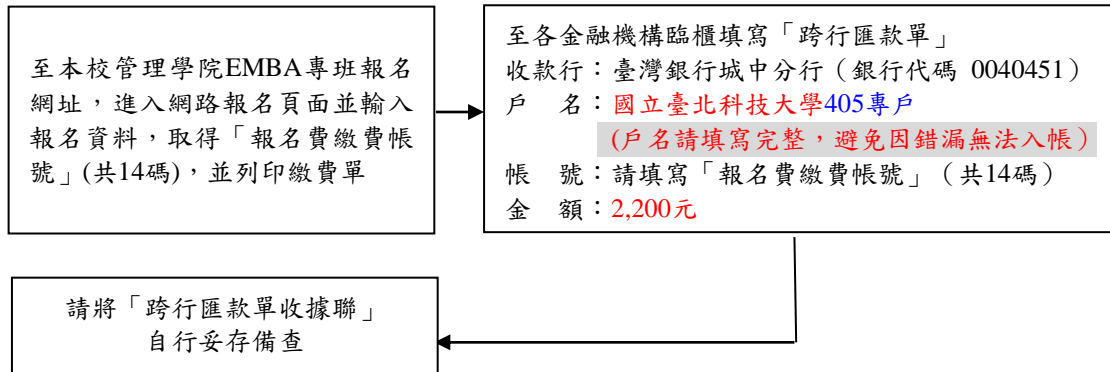 至本校管理學院EMBA專班報名
網址，進入網路報名頁面並輸入
報名資料，取得「報名費繳費帳
號」(共14碼)，並列印繳費單
至各金融機構臨櫃填寫「跨行匯款單」
收款行：臺灣銀行城中分行（銀行代碼 0040451）
戶　名：國立臺北科技大學405專戶
(戶名請填寫完整，避免因錯漏無法入帳)
帳　號：請填寫「報名費繳費帳號」（共14碼）
金　額：2,200元
請將「跨行匯款單收據聯」
自行妥存備查